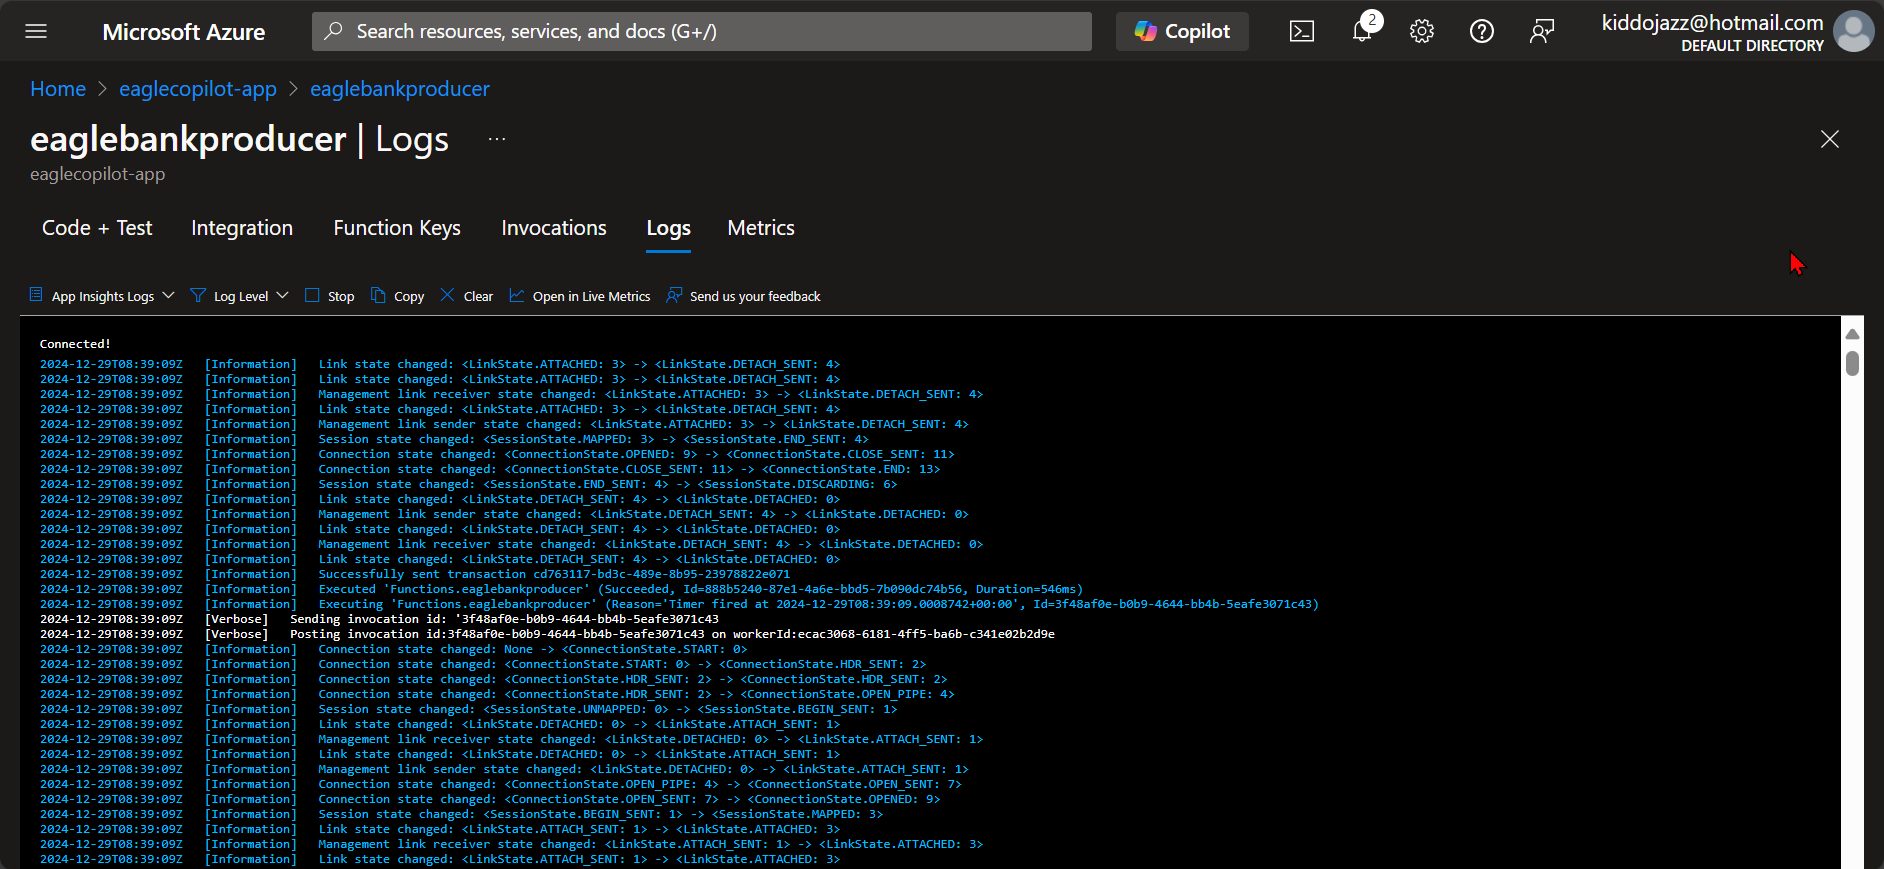 Microsoft Azure
Search resources, services, and docs (G+/)
Copilot
2
kiddojazz@hotmail.com
DEFAULT DIRECTORY
Home > eaglecopilot-app > eaglebankproducer
eaglebankproducer | Logs ...
eaglecopilot-app
Code + Test Integration Function Keys Invocations Logs Metrics
App Insights Logs Log Level Stop Copy Clear Open in Live Metrics Send us your feedback
Connected!
2024-12-29T08:39:09Z [Information] Link state changed: <LinkState.ATTACHED: 3> -> <LinkState.DETACH_SENT: 4>
2024-12-29T08:39:09Z [Information] Link state changed: <LinkState.ATTACHED: 3> -> <LinkState.DETACH_SENT: 4>
2024-12-29T08:39:09Z [Information] Management link receiver state changed: <LinkState.ATTACHED: 3> -> <LinkState.DETACH_SENT: 4>
2024-12-29T08:39:09Z [Information] Link state changed: <LinkState.ATTACHED: 3> -> <LinkState.DETACH_SENT: 4>
2024-12-29T08:39:09Z [Information] Management link sender state changed: <LinkState.ATTACHED: 3> -> <LinkState.DETACH_SENT: 4>
2024-12-29T08:39:09Z [Information] Session state changed: <SessionState.MAPPED: 3> -> <SessionState.END_SENT: 4>
2024-12-29T08:39:09Z [Information] Connection state changed: <ConnectionState.OPENED: 9> -> <ConnectionState.CLOSE_SENT: 11>
2024-12-29T08:39:09Z [Information] Connection state changed: <ConnectionState.CLOSE_SENT: 11> -> <ConnectionState.END: 13>
2024-12-29T08:39:09Z [Information] Session state changed: <SessionState.END_SENT: 4> -> <SessionState.DISCARDING: 6>
2024-12-29T08:39:09Z [Information] Link state changed: <LinkState.DETACH_SENT: 4> -> <LinkState.DETACHED: 0>
2024-12-29T08:39:09Z [Information] Management link sender state changed: <LinkState.DETACH_SENT: 4> -> <LinkState.DETACHED: 0>
2024-12-29T08:39:09Z [Information] Link state changed: <LinkState.DETACH_SENT: 4> -> <LinkState.DETACHED: 0>
2024-12-29T08:39:09Z [Information] Management link receiver state changed: <LinkState.DETACH_SENT: 4> -> <LinkState.DETACHED: 0>
2024-12-29T08:39:09Z [Information] Link state changed: <LinkState.DETACH_SENT: 4> -> <LinkState.DETACHED: 0>
2024-12-29T08:39:09Z [Information] Successfully sent transaction cd763117-bd3c-489e-8b95-23978822e071
2024-12-29T08:39:09Z [Information] Executed 'Functions.eaglebankproducer' (Succeeded, Id=888b5240-87e1-4a6e-bbd5-7b090dc74b56, Duration=546ms)
2024-12-29T08:39:09Z [Information] Executing 'Functions.eaglebankproducer' (Reason='Timer fired at 2024-12-29T08:39:09.0008742+00:00', Id=3f48af0e-b0b9-4644-bb4b-5eafe3071c43)
2024-12-29T08:39:09Z [Verbose] Sending invocation id: '3f48af0e-b0b9-4644-bb4b-5eafe3071c43
2024-12-29T08:39:09Z [Verbose] Posting invocation id:3f48af0e-b0b9-4644-bb4b-5eafe3071c43 on workerId:ecac3068-6181-4ff5-ba6b-c341e02b2d9e
2024-12-29T08:39:09Z [Information] Connection state changed: None -> <ConnectionState.START: 0>
2024-12-29T08:39:09Z [Information] Connection state changed: <ConnectionState.START: 0> -> <ConnectionState.HDR_SENT: 2>
2024-12-29T08:39:09Z [Information] Connection state changed: <ConnectionState.HDR_SENT: 2> -> <ConnectionState.HDR_SENT: 2>
2024-12-29T08:39:09Z [Information] Connection state changed: <ConnectionState.HDR_SENT: 2> -> <ConnectionState.OPEN_PIPE: 4>
2024-12-29T08:39:09Z [Information] Session state changed: <SessionState.UNMAPPED: 0> -> <SessionState.BEGIN_SENT: 1>
2024-12-29T08:39:09Z [Information] Link state changed: <LinkState.DETACHED: 0> -> <LinkState.ATTACH_SENT: 1>
2024-12-29T08:39:09Z [Information] Management link receiver state changed: <LinkState.DETACHED: 0> -> <LinkState.ATTACH_SENT: 1>
2024-12-29T08:39:09Z [Information] Link state changed: <LinkState.DETACHED: 0> -> <LinkState.ATTACH_SENT: 1>
2024-12-29T08:39:09Z [Information] Management link sender state changed: <LinkState.DETACHED: 0> -> <LinkState.ATTACH_SENT: 1>
2024-12-29T08:39:09Z [Information] Connection state changed: <ConnectionState.OPEN_PIPE: 4> -> <ConnectionState.OPEN_SENT: 7>
2024-12-29T08:39:09Z [Information] Connection state changed: <ConnectionState.OPEN_SENT: 7> -> <ConnectionState.OPENED: 9>
2024-12-29T08:39:09Z [Information] Session state changed: <SessionState.BEGIN_SENT: 1> -> <SessionState.MAPPED: 3>
2024-12-29T08:39:09Z [Information] Link state changed: <LinkState.ATTACH_SENT: 1> -> <LinkState.ATTACHED: 3>
2024-12-29T08:39:09Z [Information] Management link receiver state changed: <LinkState.ATTACH_SENT: 1> -> <LinkState.ATTACHED: 3>
2024-12-29T08:39:09Z [Information] Link state changed: <LinkState.ATTACH_SENT: 1> -> <LinkState.ATTACHED: 3>